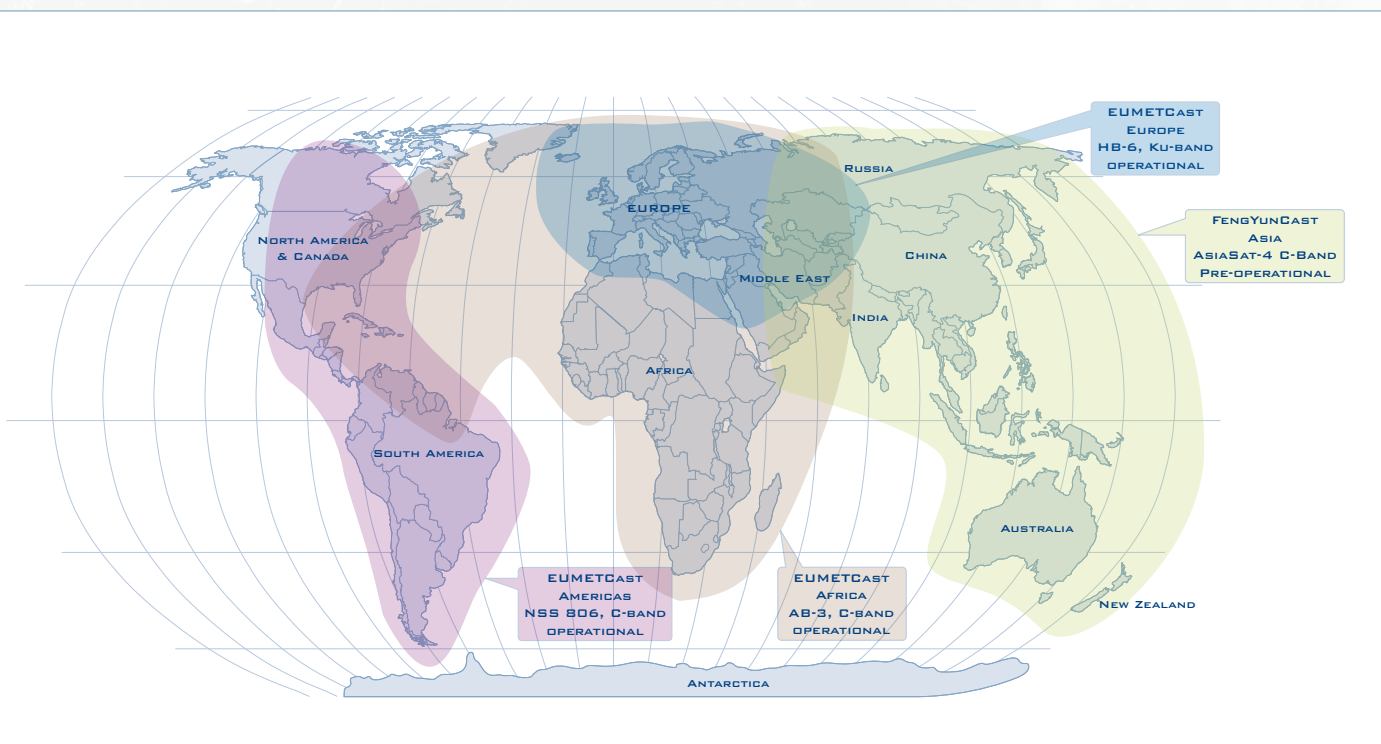 EUMETCast
Europe
HB-6, Ku-band
operational
Russia
Europe
FengYunCast
Asia
AsiaSat-4 C-Band
Pre-operational
North America
& Canada
China
Middle East
India
Africa
South America
Australia
EUMETCast
Americas
NSS 806, C-band
operational
EUMETCast
Africa
AB-3, C-band
operational
New Zealand
Antarctica